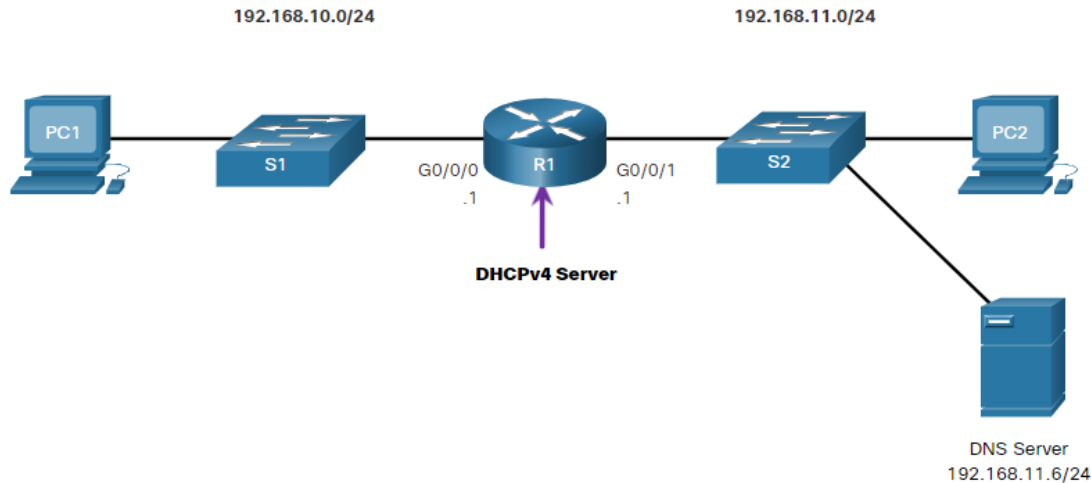 192.168.10.0/24
192.168.11.0/24
PC1
S1
G0/0/0
.1
R1
G0/0/1
.1
S2
PC2
DHCPv4 Server
DNS Server
192.168.11.6/24